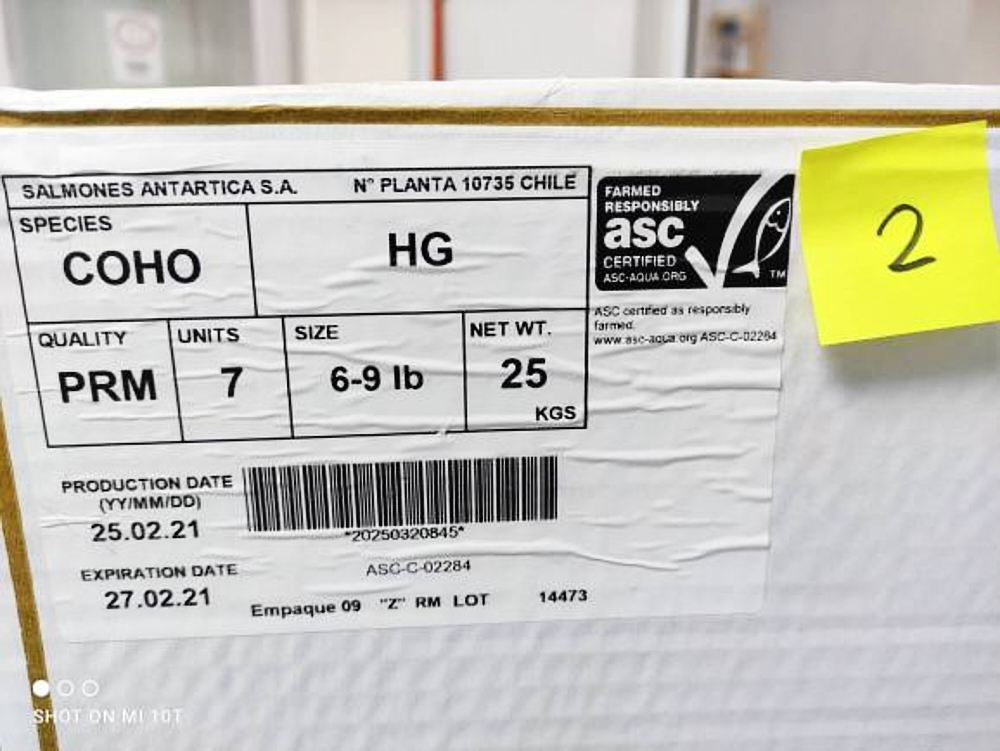 SALMONES ANTARTICA S.A. N° PLANTA 10735 CHILE
SPECIES
COHO
HG
QUALITY
PRM
UNITS
7
SIZE
6-9 lb
NET WT.
25
KGS
FARMED
RESPONSIBLY
asc
CERTIFIED
ASC-AQUA.ORG
TM
ASC certified as responsibly
farmed.
www.asc-aqua.org ASC-C-02284
2
PRODUCTION DATE
(YY/MM/DD)
25.02.21
*20250320845*
EXPIRATION DATE
27.02.21
ASC-C-02284
Empaque 09 "Z" RM LOT 14473
SHOT ON MI 10T